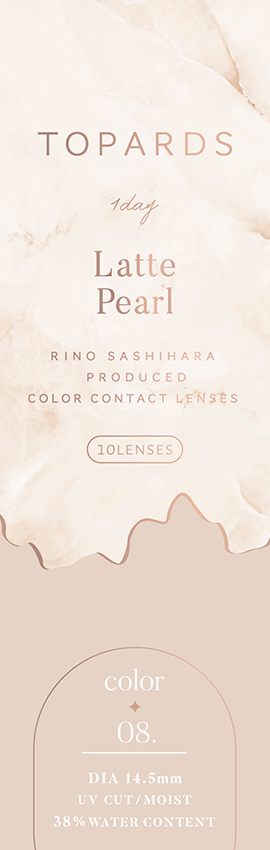 TOPARDS
1day
Latte
Pearl
RINO SASHIHARA
PRODUCED
COLOR CONTACT LENSES
10LENSES
color
08.
DIA 14.5mm
UV CUT/MOIST
38% WATER CONTENT